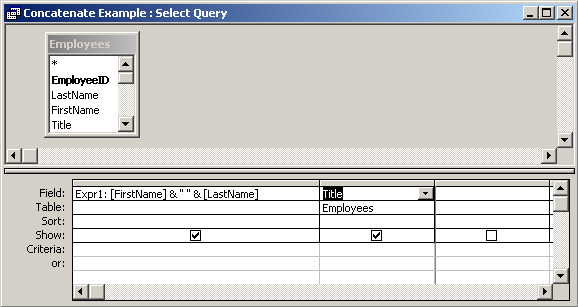 Concatenate Example : Select Query
Employees
*
EmployeeID
LastName
FirstName
Title
Field: Expr1: [FirstName] & " " & [LastName] Title
Table: Employees
Sort:
Show:
Criteria:
or: